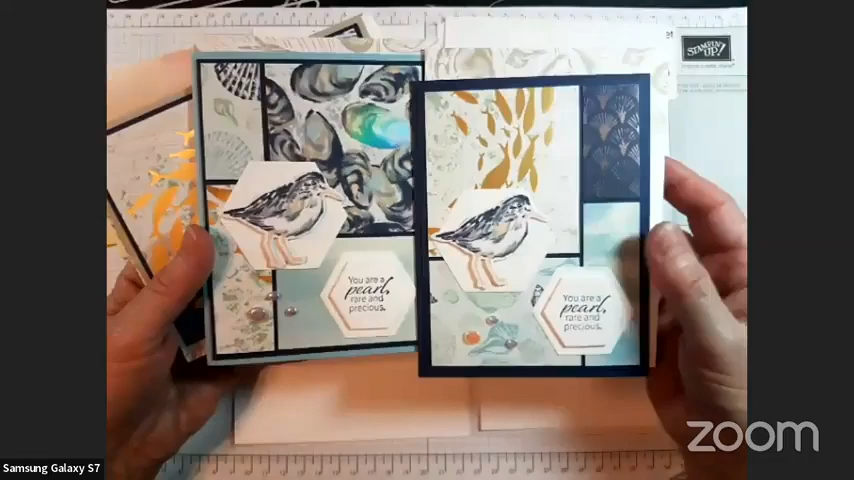 STAMPIN' UP!
You are a
pearl,
rare and
precious.
You are a
pearl,
rare and
precious.
zoom
Samsung Galaxy S7